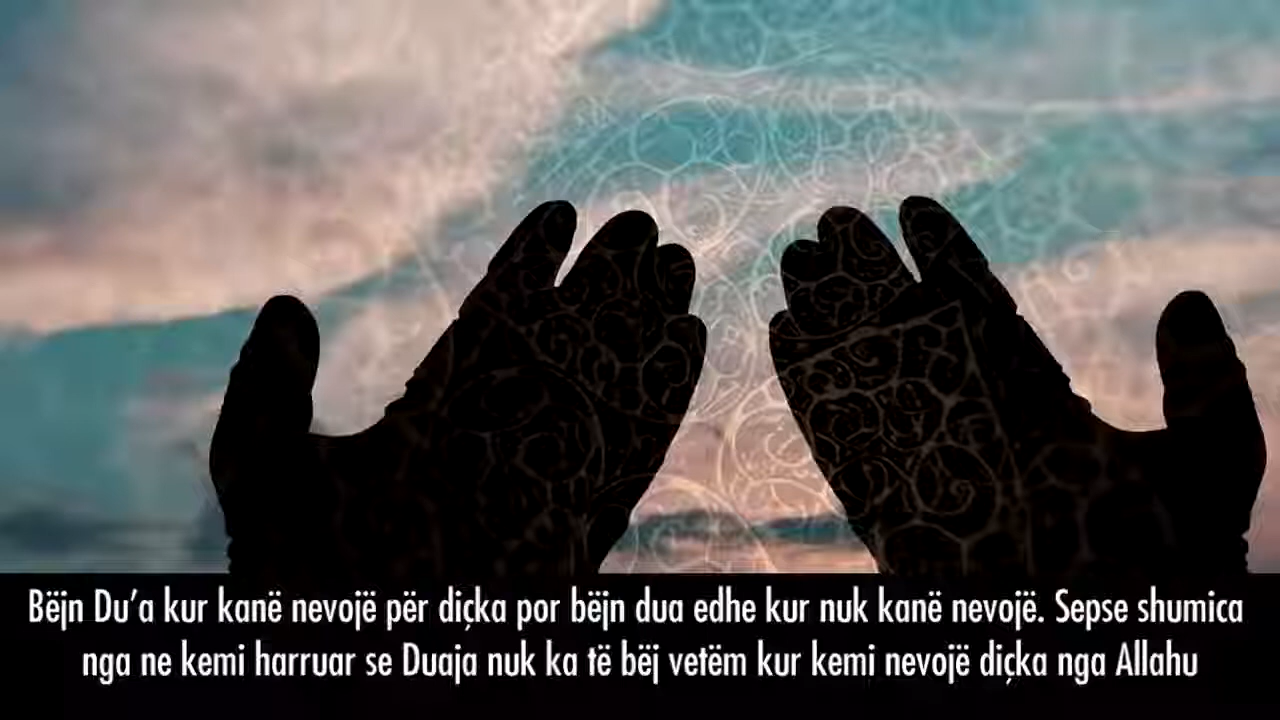 Bëjn Du’a kur kanë nevojë për diçka por bëjn dua edhe kur nuk kanë nevojë. Sepse shumica
nga ne kemi harruar se Duaja nuk ka të bëj vetëm kur kemi nevojë diçka nga Allahu